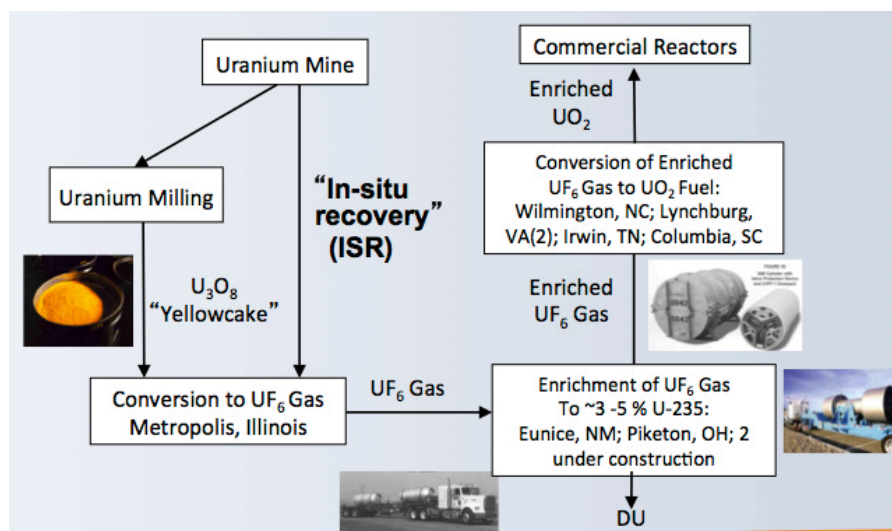 Uranium Mine
Commercial Reactors
Enriched
UO₂
Uranium Milling
“In-situ
recovery”
(ISR)
Conversion of Enriched
UF₆ Gas to UO₂ Fuel:
Wilmington, NC; Lynchburg,
VA(2); Irwin, TN; Columbia, SC
U₃O₈
“Yellowcake”
Enriched
UF₆ Gas
Conversion to UF₆ Gas
Metropolis, Illinois
UF₆ Gas
Enrichment of UF₆ Gas
To ~3 -5 % U-235:
Eunice, NM; Piketon, OH; 2
under construction
DU